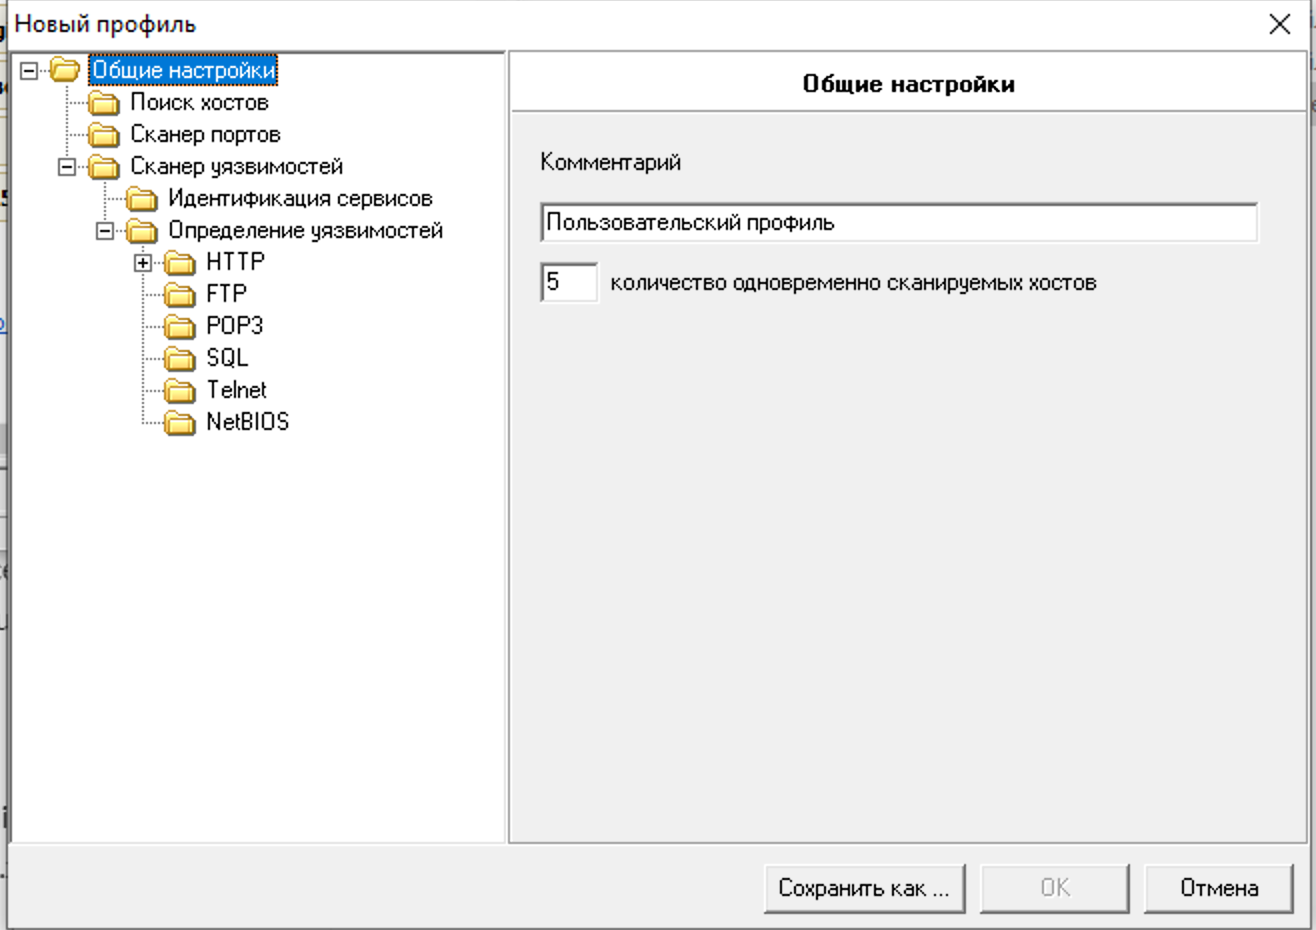 Новый профиль
Общие настройки
Поиск хостов
Сканер портов
Сканер уязвимостей
Идентификация сервисов
Определение уязвимостей
HTTP
FTP
POP3
SQL
Telnet
NetBIOS
Общие настройки
Комментарий
Пользовательский профиль
5 количество одновременно сканируемых хостов
Сохранить как ...
OK
Отмена